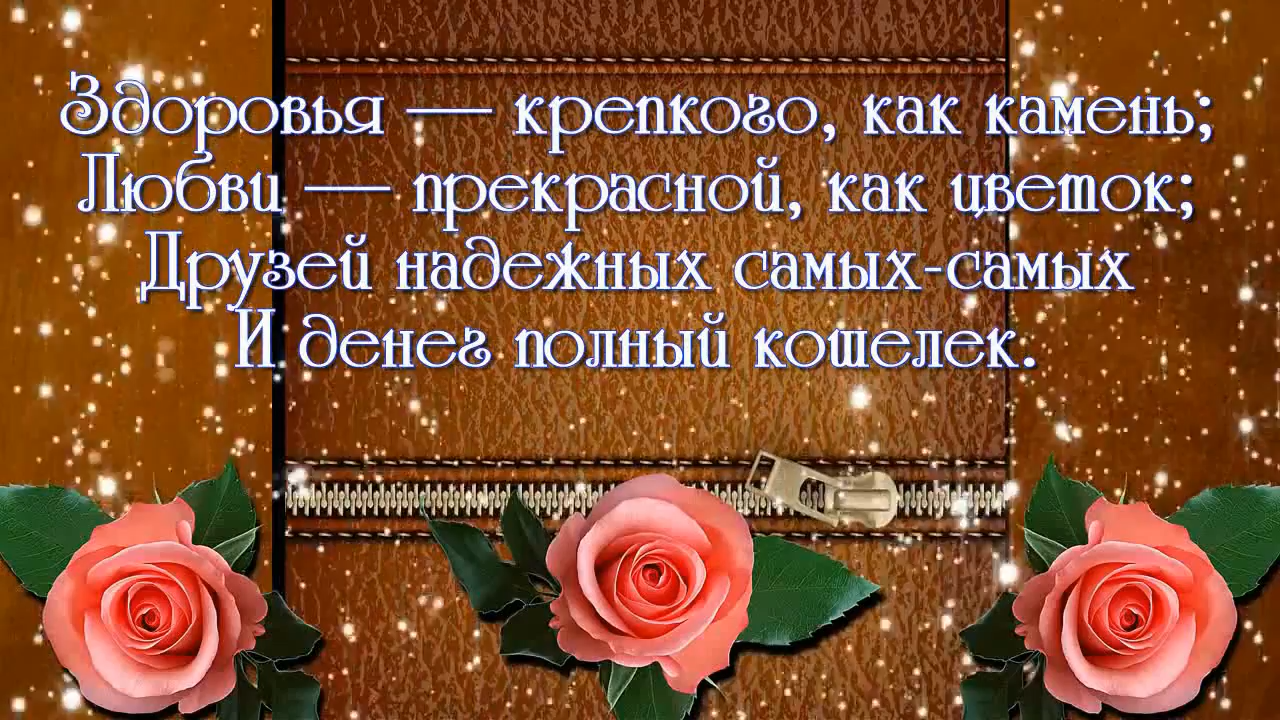 Здоровья — крепкого, как камень;
Любви — прекрасной, как цветок;
Друзей надежных самых-самых
И денег полный кошелек.